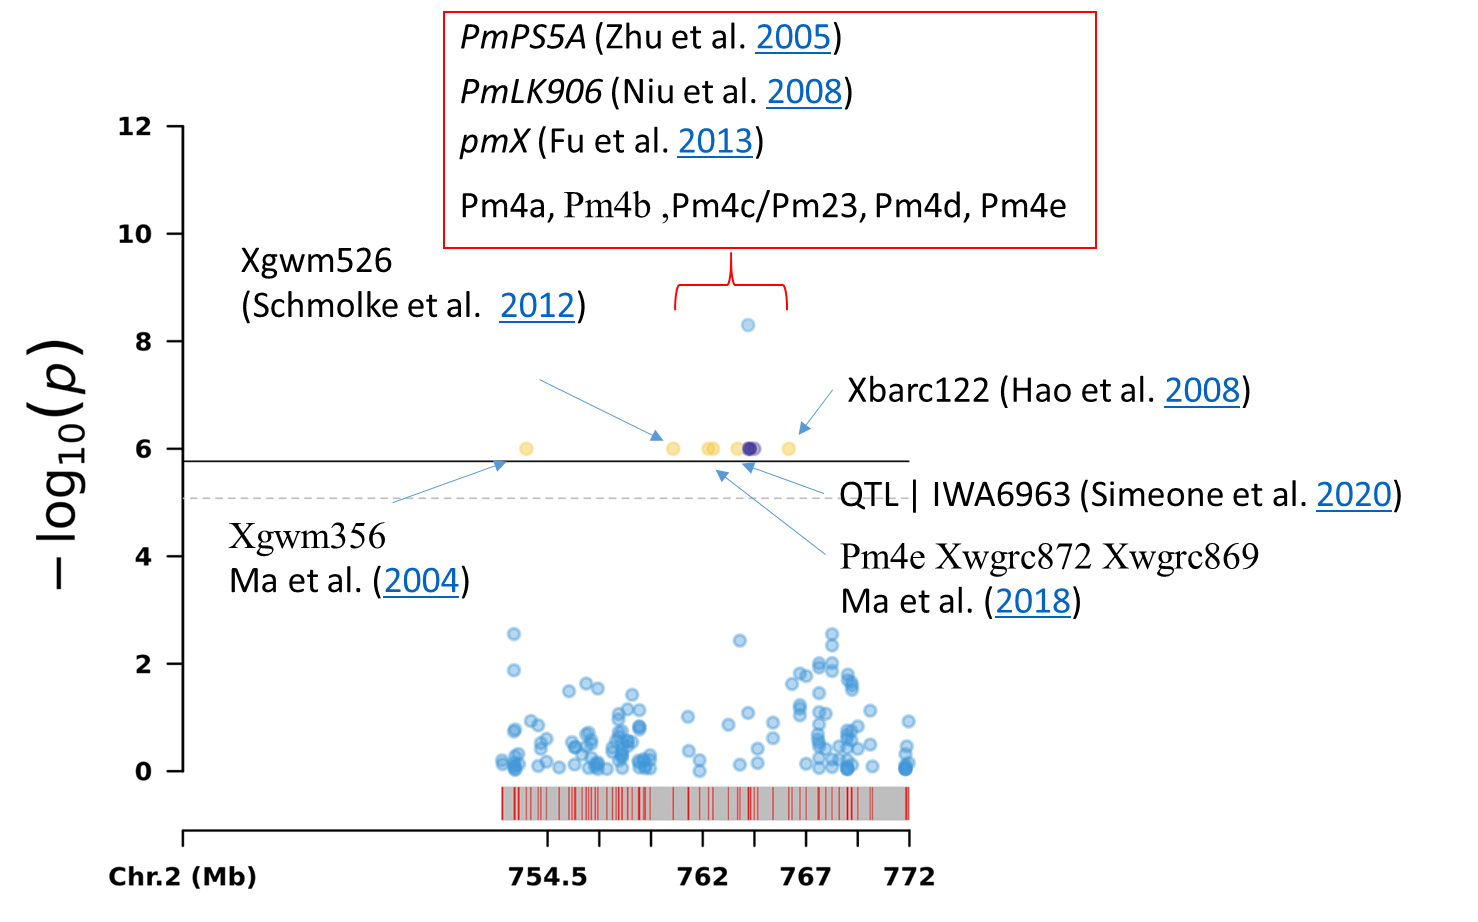 PmPS5A (Zhu et al. 2005)
PmLK906 (Niu et al. 2008)
pmX (Fu et al. 2013)
Pm4a, Pm4b ,Pm4c/Pm23, Pm4d, Pm4e
12
10
8
6
4
2
0
−log10(p)
Xgwm526
(Schmolke et al. 2012)
Xbarc122 (Hao et al. 2008)
QTL | IWA6963 (Simeone et al. 2020)
Xgwm356
Ma et al. (2004)
Pm4e Xwgrc872 Xwgrc869
Ma et al. (2018)
Chr.2 (Mb) 754.5 762 767 772